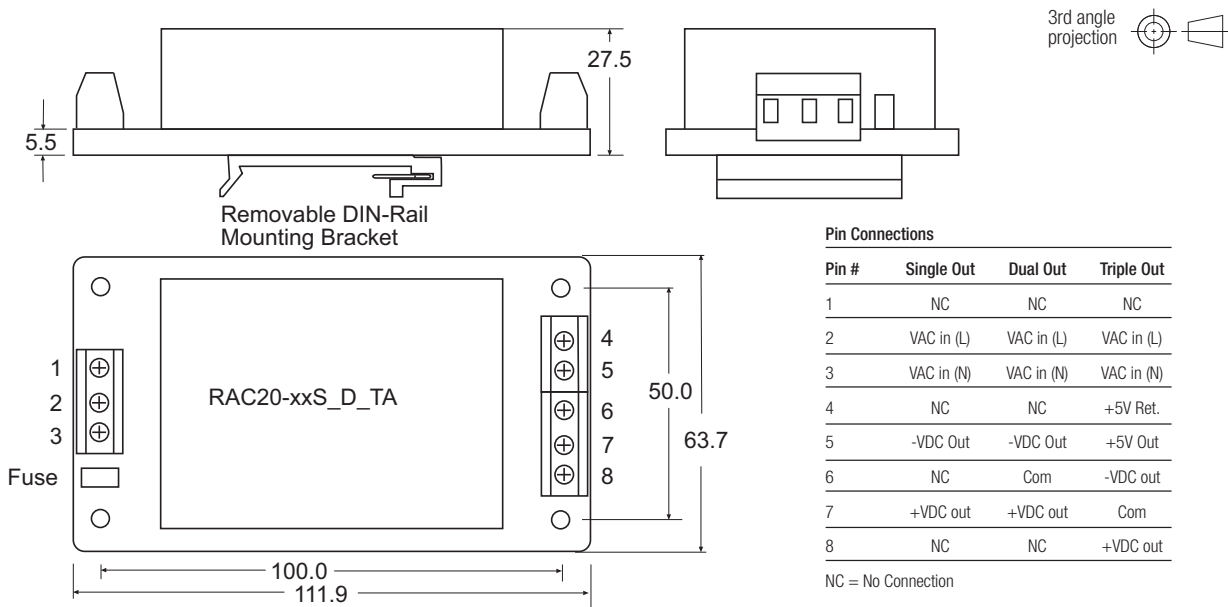 3rd angle
projection
27.5
5.5
Removable DIN-Rail
Mounting Bracket
1
2
3
Fuse
RAC20-xxS_D_TA
4
5
6
7
8
50.0
63.7
100.0
111.9
Pin Connections
Pin # Single Out Dual Out Triple Out
1 NC NC NC
2 VAC in (L) VAC in (L) VAC in (L)
3 VAC in (N) VAC in (N) VAC in (N)
4 NC NC +5V Ret.
5 -VDC Out -VDC Out +5V Out
6 NC Com -VDC out
7 +VDC out +VDC out Com
8 NC NC +VDC out
NC = No Connection